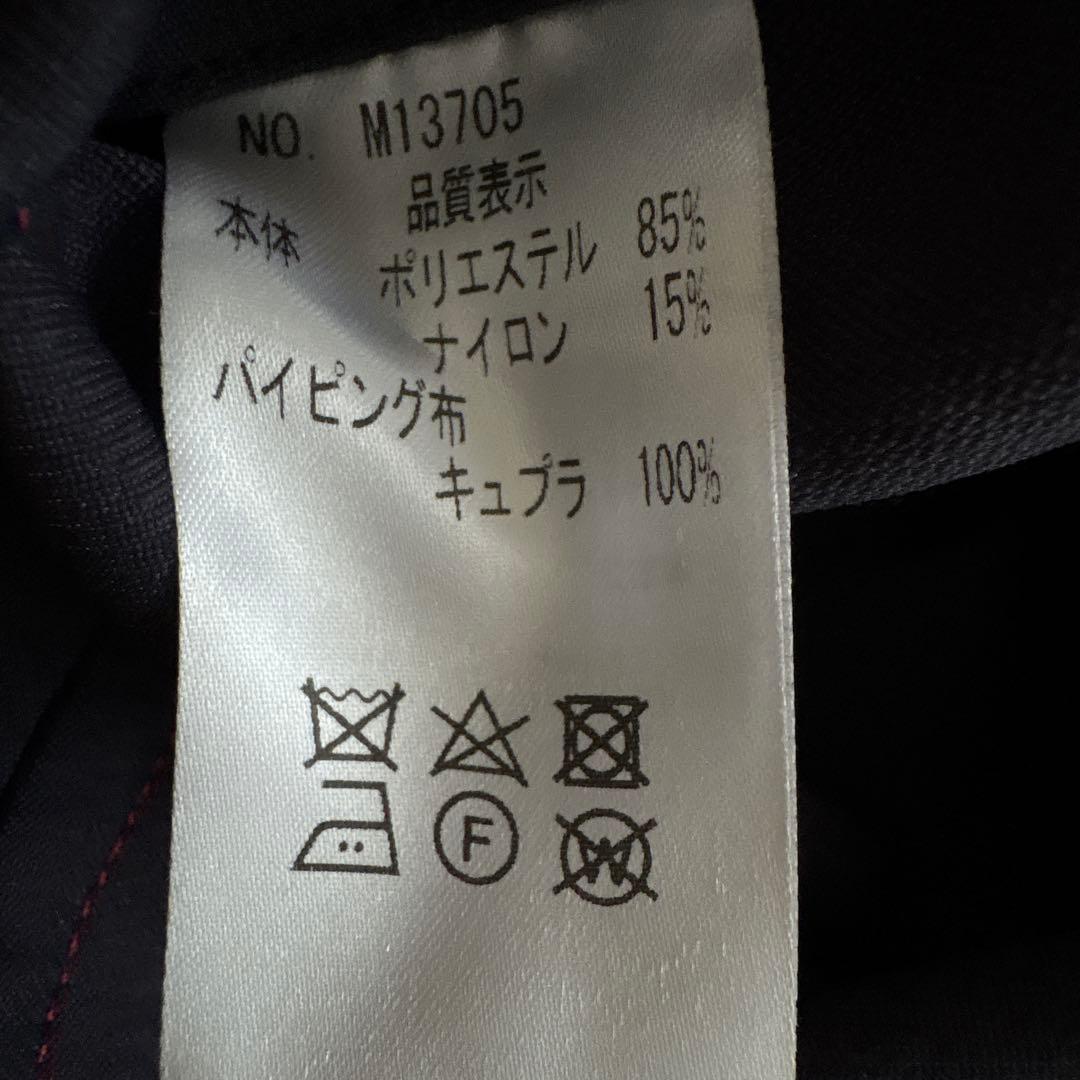 NO. M13705
品質表示
本体
ポリエステル 85%
ナイロン 15%
パイピング布
キュプラ 100%
F
W